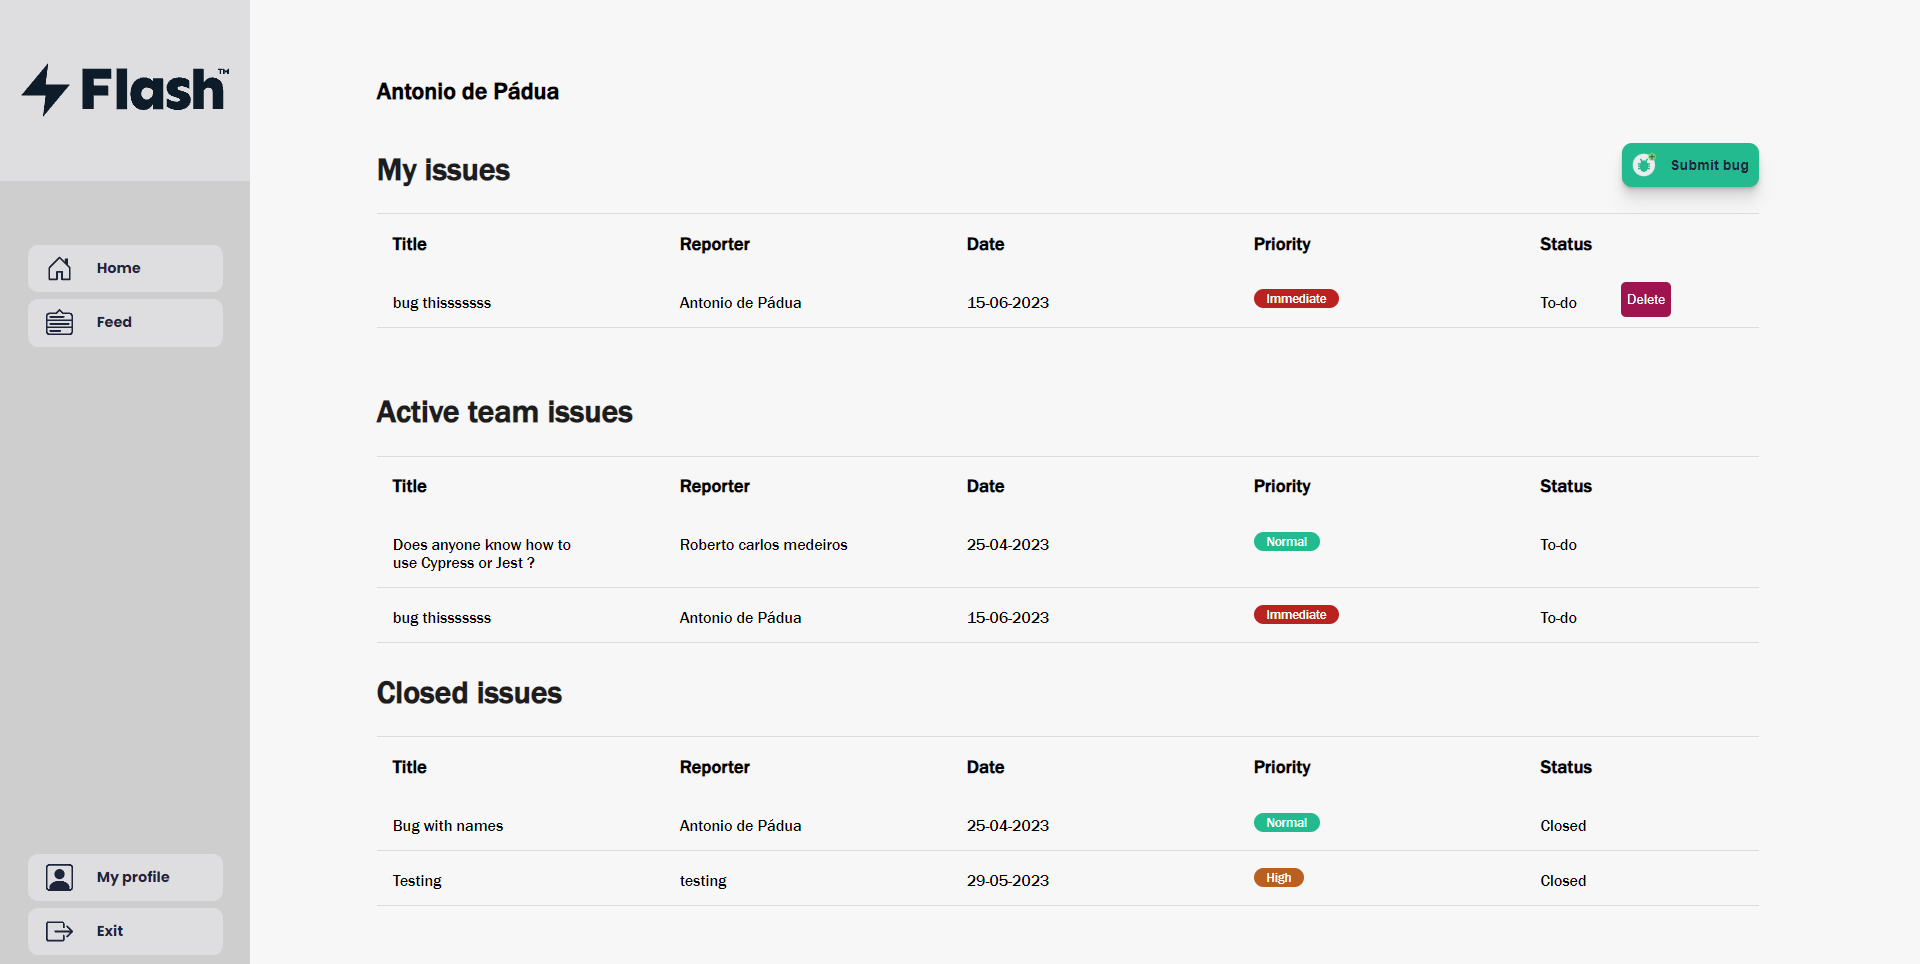 Flash™
Home
Feed
My profile
Exit
Antonio de Pádua
My issues
Submit bug
Title Reporter Date Priority Status
bug thisssssss Antonio de Pádua 15-06-2023 Immediate To-do Delete
Active team issues
Title Reporter Date Priority Status
Does anyone know how to
use Cypress or Jest ? Roberto carlos medeiros 25-04-2023 Normal To-do
bug thisssssss Antonio de Pádua 15-06-2023 Immediate To-do
Closed issues
Title Reporter Date Priority Status
Bug with names Antonio de Pádua 25-04-2023 Normal Closed
Testing testing 29-05-2023 High Closed